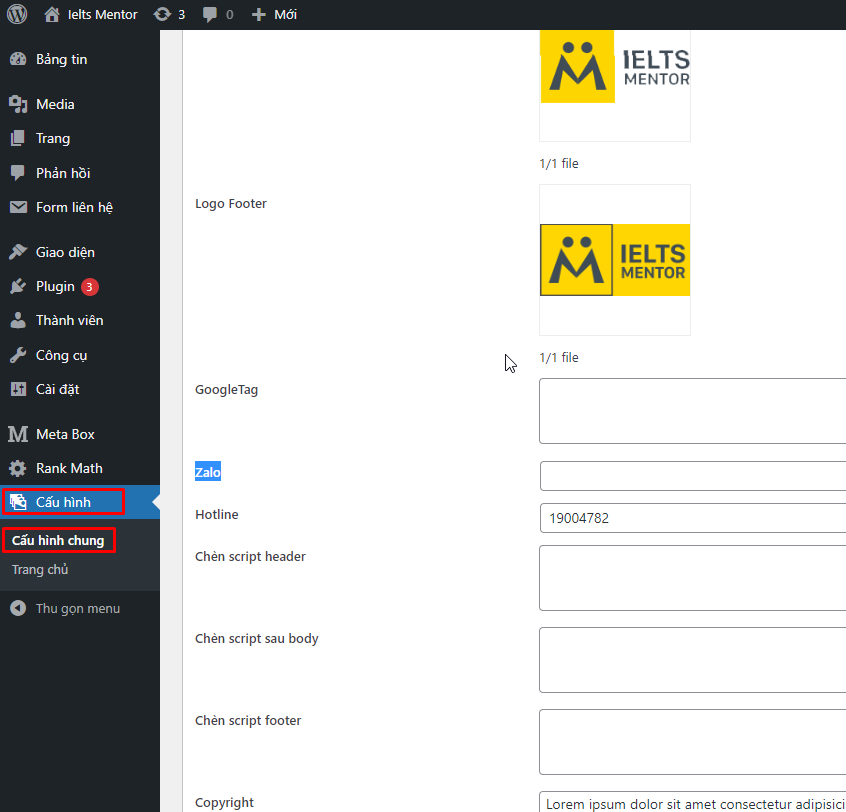 Ielts Mentor 3 0 Mới
Bảng tin
Media
Trang
Phản hồi
Form liên hệ
Giao diện
Plugin 3
Thành viên
Công cụ
Cài đặt
Meta Box
Rank Math
Cấu hình
Cấu hình chung
Trang chủ
Thu gọn menu
IELTS
MENTOR
1/1 file
Logo Footer
IELTS
MENTOR
1/1 file
GoogleTag
Zalo
Hotline
19004782
Chèn script header
Chèn script sau body
Chèn script footer
Copyright
Lorem ipsum dolor sit amet consectetur adipisici